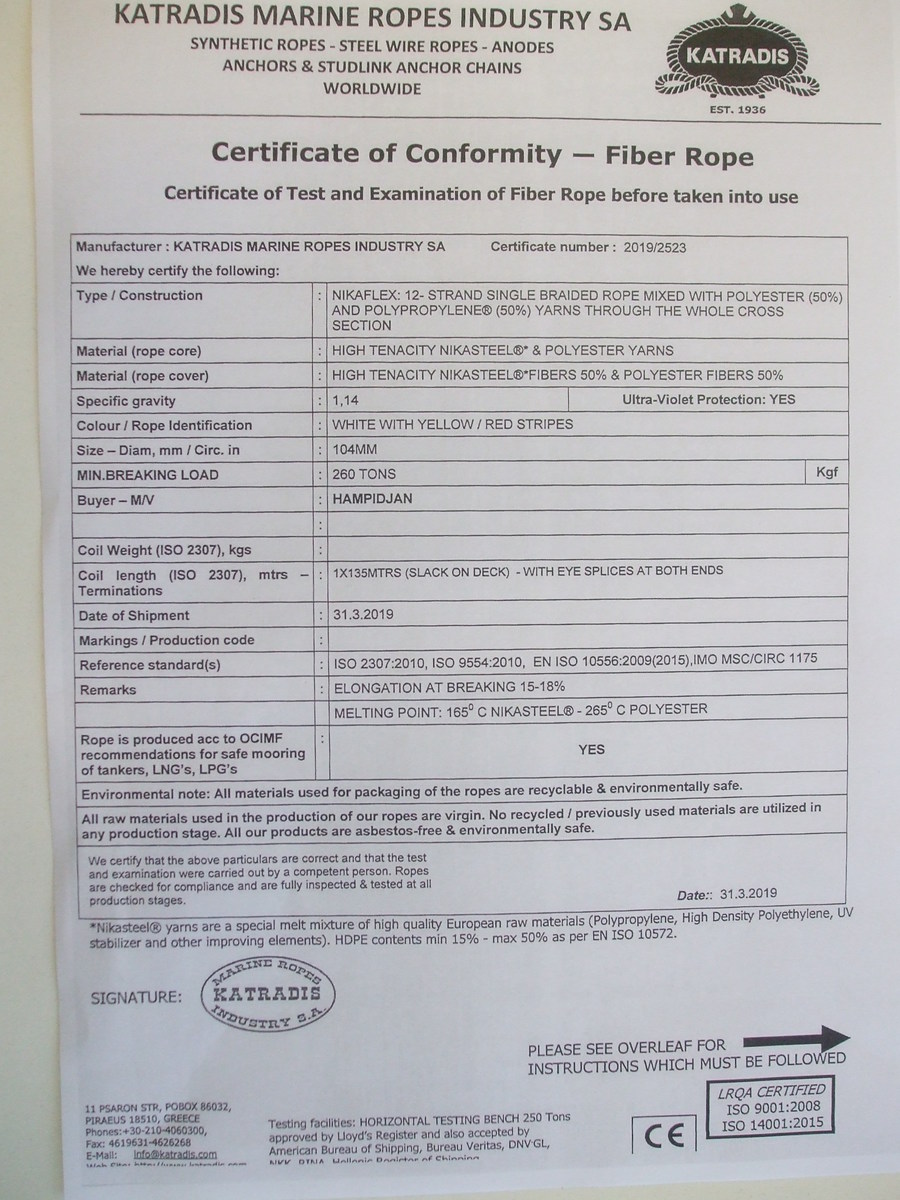 KATRADIS MARINE ROPES INDUSTRY SA
SYNTHETIC ROPES - STEEL WIRE ROPES - ANODES
ANCHORS & STUDLINK ANCHOR CHAINS
WORLDWIDE
KATRADIS
EST. 1936
Certificate of Conformity — Fiber Rope
Certificate of Test and Examination of Fiber Rope before taken into use
Manufacturer : KATRADIS MARINE ROPES INDUSTRY SA Certificate number : 2019/2523
We hereby certify the following:
Type / Construction : NIKAFLEX: 12- STRAND SINGLE BRAIDED ROPE MIXED WITH POLYESTER (50%)
AND POLYPROPYLENE® (50%) YARNS THROUGH THE WHOLE CROSS
SECTION
Material (rope core) : HIGH TENACITY NIKASTEEL®* & POLYESTER YARNS
Material (rope cover) : HIGH TENACITY NIKASTEEL®*FIBERS 50% & POLYESTER FIBERS 50%
Specific gravity : 1,14 Ultra-Violet Protection: YES
Colour / Rope Identification : WHITE WITH YELLOW / RED STRIPES
Size – Diam, mm / Circ. in : 104MM
MIN.BREAKING LOAD : 260 TONS Kgf
Buyer – M/V : HAMPIDJAN
:
Coil Weight (ISO 2307), kgs :
Coil length (ISO 2307), mtrs – : 1X135MTRS (SLACK ON DECK) - WITH EYE SPLICES AT BOTH ENDS
Terminations
Date of Shipment : 31.3.2019
Markings / Production code :
Reference standard(s) : ISO 2307:2010, ISO 9554:2010, EN ISO 10556:2009(2015),IMO MSC/CIRC 1175
Remarks : ELONGATION AT BREAKING 15-18%
MELTING POINT: 165⁰ C NIKASTEEL® - 265⁰ C POLYESTER
Rope is produced acc to OCIMF :
recommendations for safe mooring YES
of tankers, LNG's, LPG's
Environmental note: All materials used for packaging of the ropes are recyclable & environmentally safe.
All raw materials used in the production of our ropes are virgin. No recycled / previously used materials are utilized in
any production stage. All our products are asbestos-free & environmentally safe.
We certify that the above particulars are correct and that the test
and examination were carried out by a competent person. Ropes
are checked for compliance and are fully inspected & tested at all
production stages. Date:: 31.3.2019
*Nikasteel® yarns are a special melt mixture of high quality European raw materials (Polypropylene, High Density Polyethylene, UV
stabilizer and other improving elements). HDPE contents min 15% - max 50% as per EN ISO 10572.
SIGNATURE:
MARINE ROPES
KATRADIS
INDUSTRY S.A.
PLEASE SEE OVERLEAF FOR
INSTRUCTIONS WHICH MUST BE FOLLOWED
11 PSARON STR, POBOX 86032,
PIRAEUS 18510, GREECE
Phones:+30-210-4060300,
Fax: 4619631-4626268
E-Mail: info@katradis.com
Testing facilities: HORIZONTAL TESTING BENCH 250 Tons
approved by Lloyd's Register and also accepted by
American Bureau of Shipping, Bureau Veritas, DNV GL,
CE
LRQA CERTIFIED
ISO 9001:2008
ISO 14001:2015